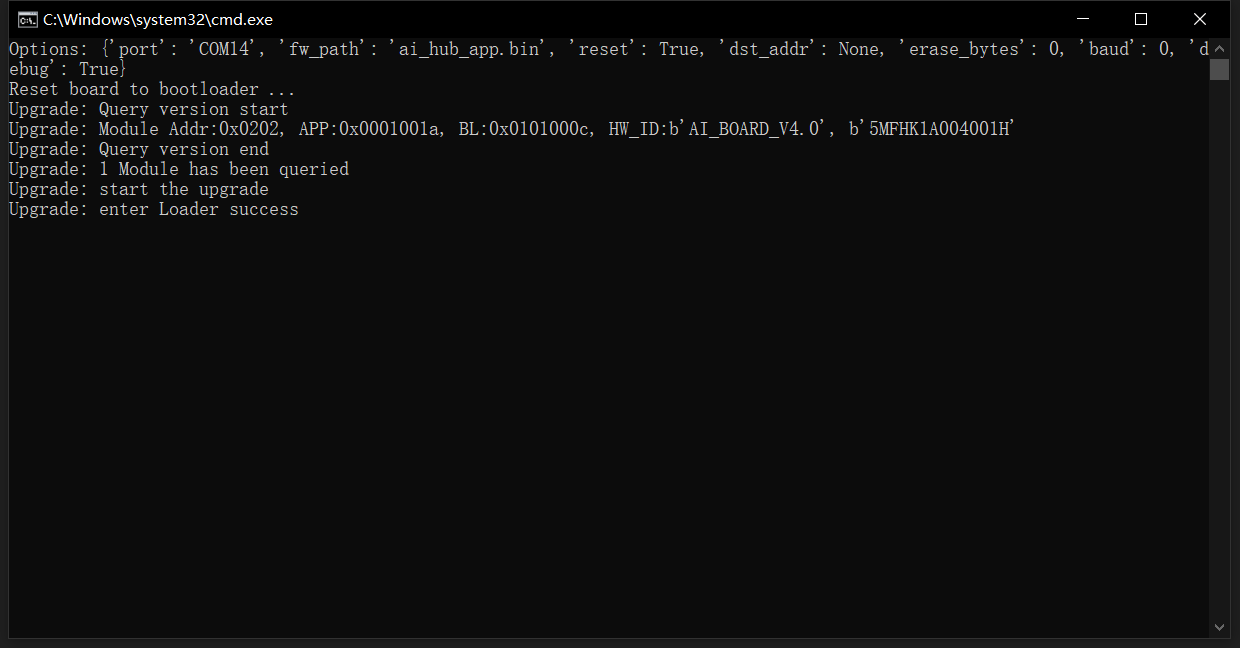 C:\Windows\system32\cmd.exe
Options: {'port': 'COM14', 'fw_path': 'ai_hub_app.bin', 'reset': True, 'dst_addr': None, 'erase_bytes': 0, 'baud': 0, 'd
ebug': True}
Reset board to bootloader ...
Upgrade: Query version start
Upgrade: Module Addr:0x0202, APP:0x0001001a, BL:0x0101000c, HW_ID:b'AI_BOARD_V4.0', b'5MFHK1A004001H'
Upgrade: Query version end
Upgrade: 1 Module has been queried
Upgrade: start the upgrade
Upgrade: enter Loader success